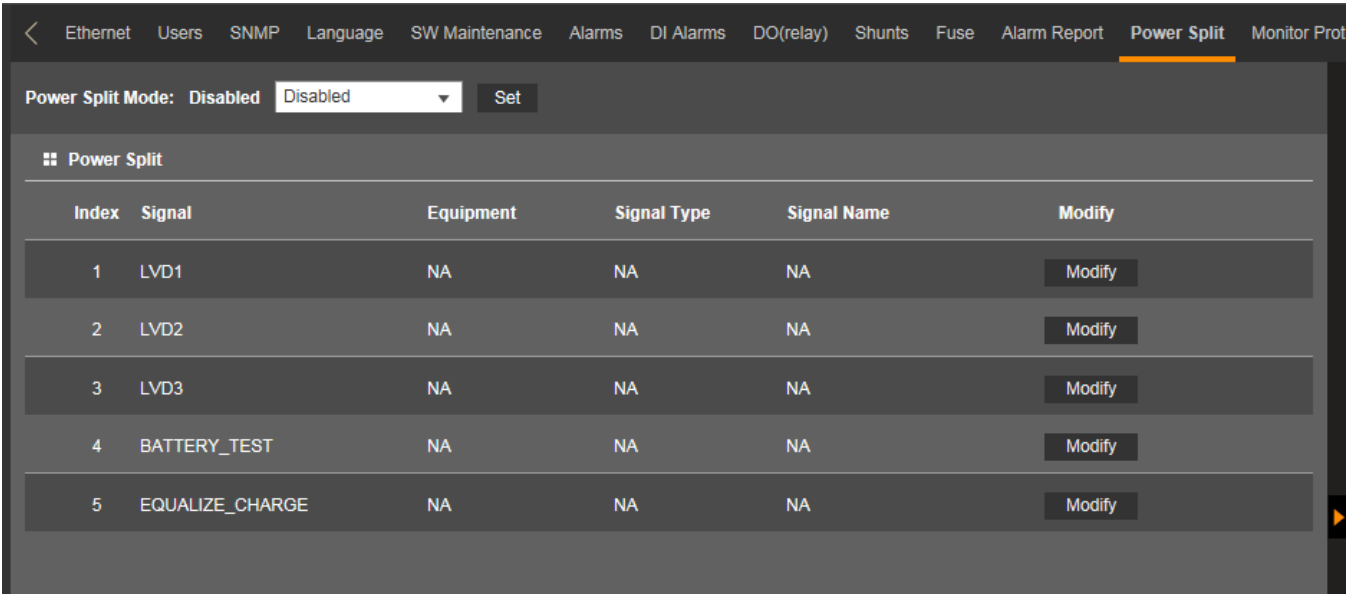 Ethernet Users SNMP Language SW Maintenance Alarms DI Alarms DO(relay) Shunts Fuse Alarm Report Power Split Monitor Prot
Power Split Mode: Disabled Disabled Set
Power Split
Index Signal Equipment Signal Type Signal Name Modify
1 LVD1 NA NA NA Modify
2 LVD2 NA NA NA Modify
3 LVD3 NA NA NA Modify
4 BATTERY_TEST NA NA NA Modify
5 EQUALIZE_CHARGE NA NA NA Modify